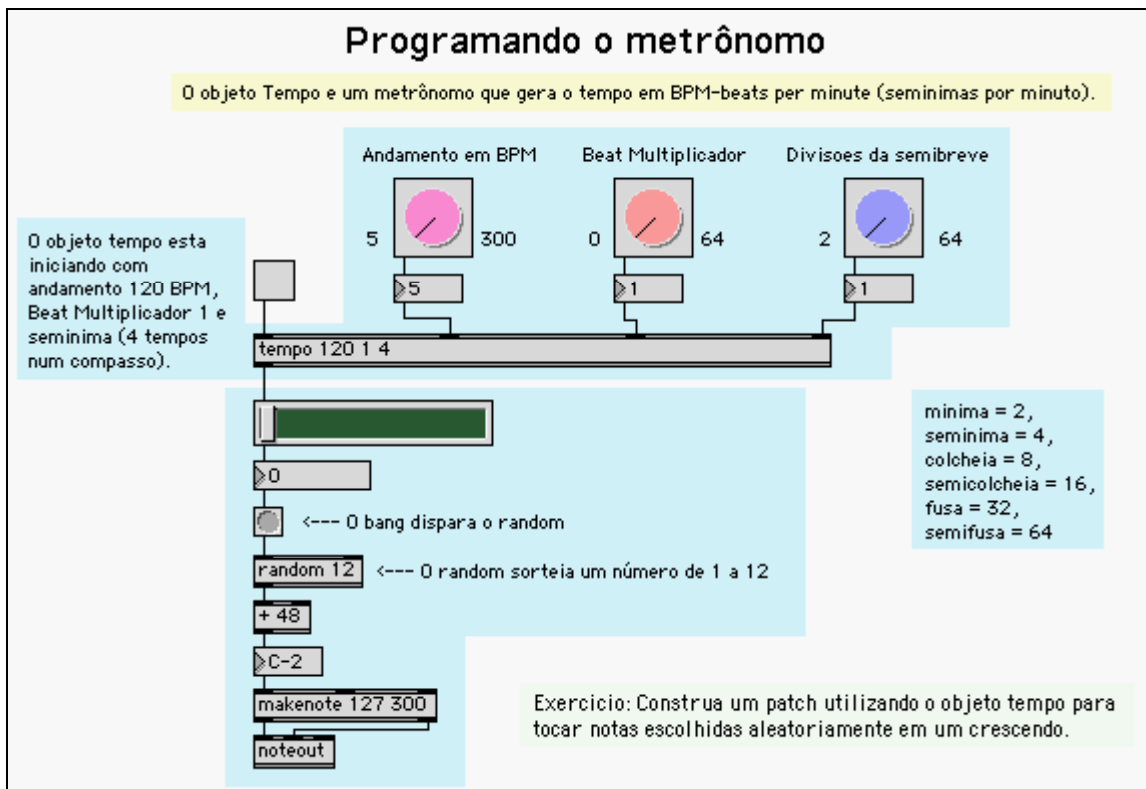 Programando o metrônomo
O objeto Tempo e um metrônomo que gera o tempo em BPM-beats per minute (seminimas por minuto).
Andamento em BPM
Beat Multiplicador
Divisoes da semibreve
5
300
0
64
2
64
5
1
1
O objeto tempo esta
iniciando com
andamento 120 BPM,
Beat Multiplicador 1 e
seminima (4 tempos
num compasso).
tempo 120 1 4
0
<--- O bang dispara o random
random 12
<--- O random sorteia um número de 1 a 12
+ 48
C-2
makenote 127 300
noteout
minima = 2,
seminima = 4,
colcheia = 8,
semicolcheia = 16,
fusa = 32,
semifusa = 64
Exercicio: Construa um patch utilizando o objeto tempo para
tocar notas escolhidas aleatoriamente em um crescendo.